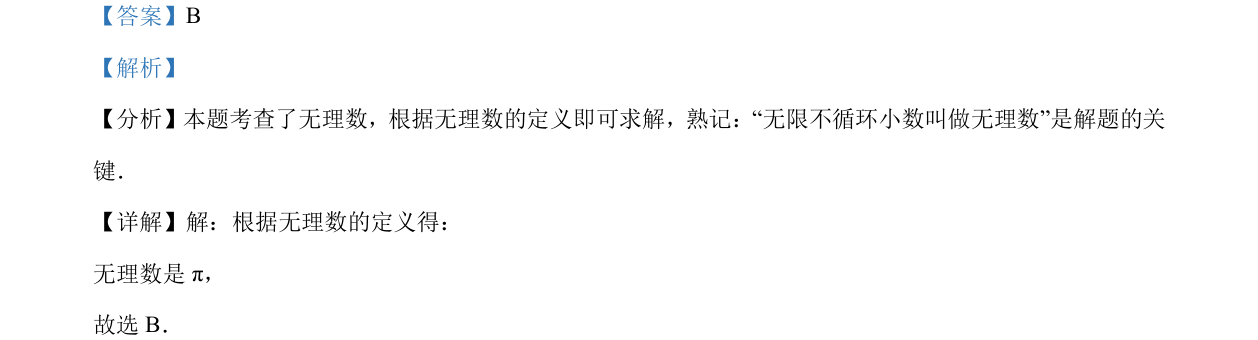 【答案】B
【解析】
【分析】本题考查了无理数，根据无理数的定义即可求解，熟记：“无限不循环小数叫做无理数”是解题的关
键．
【详解】解：根据无理数的定义得：
无理数是 π，
故选 B．